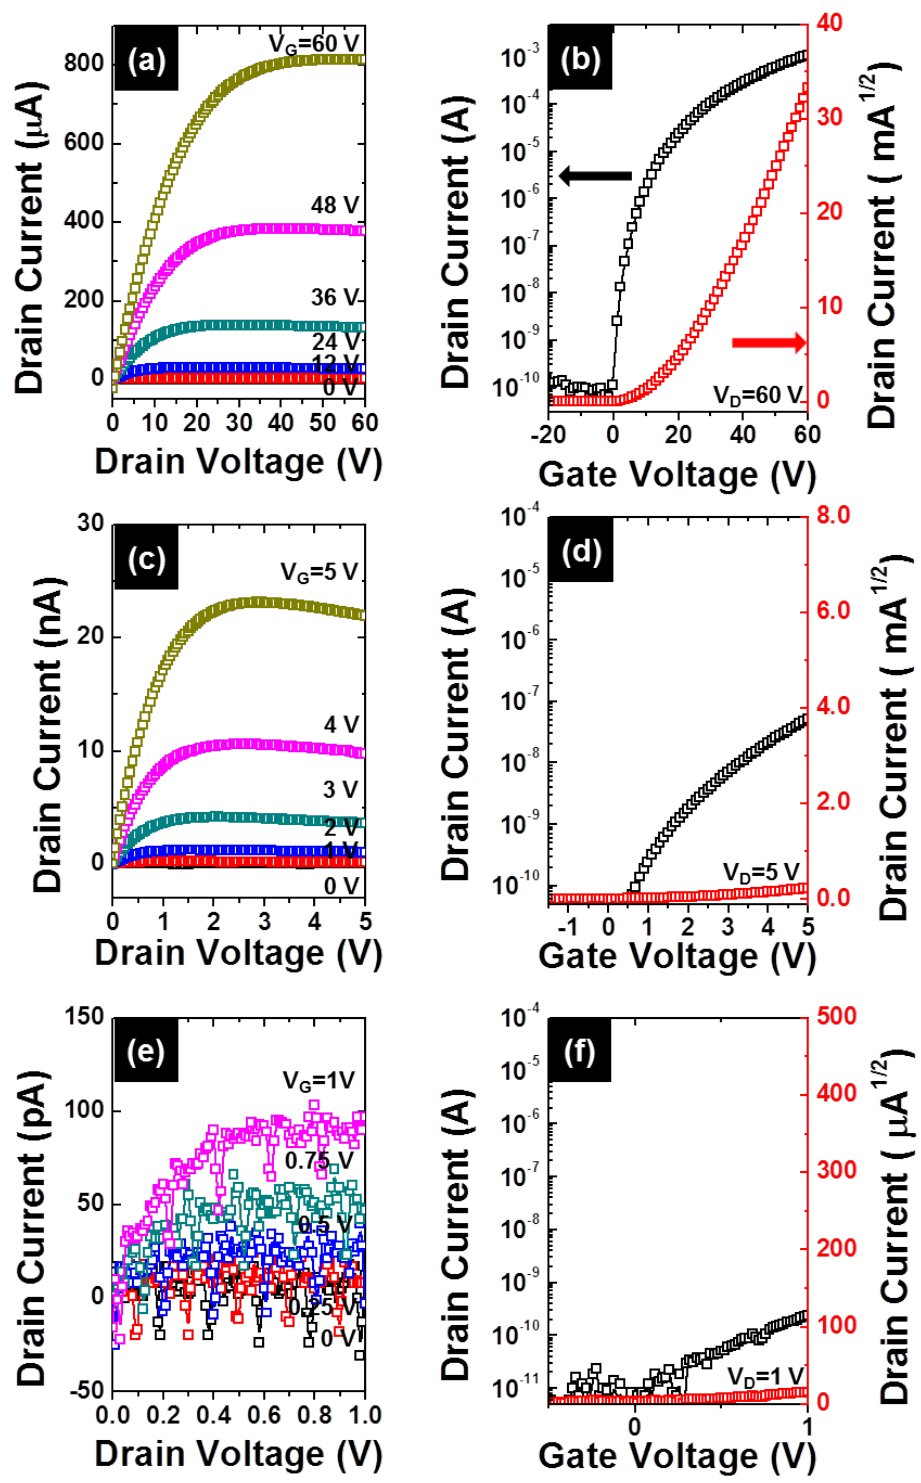 (a)
V_G=60 V
48 V
36 V
24 V
12 V
0 V
800
600
400
200
0
Drain Current (μA)
0 10 20 30 40 50 60
Drain Voltage (V)
(b)
10^-3
10^-4
10^-5
10^-6
10^-7
10^-8
10^-9
10^-10
Drain Current (A)
40
30
20
10
0
Drain Current ( mA^1/2)
V_D=60 V
-20 0 20 40 60
Gate Voltage (V)
(c)
V_G=5 V
4 V
3 V
2 V
1 V
0 V
30
20
10
0
Drain Current (nA)
0 1 2 3 4 5
Drain Voltage (V)
(d)
10^-4
10^-5
10^-6
10^-7
10^-8
10^-9
10^-10
Drain Current (A)
8.0
6.0
4.0
2.0
0.0
Drain Current ( mA^1/2)
V_D=5 V
-1 0 1 2 3 4 5
Gate Voltage (V)
(e)
V_G=1V
0.75 V
0.5 V
0.25 V
0 V
150
100
50
0
-50
Drain Current (pA)
0.0 0.2 0.4 0.6 0.8 1.0
Drain Voltage (V)
(f)
10^-4
10^-5
10^-6
10^-7
10^-8
10^-9
10^-10
10^-11
Drain Current (A)
500
400
300
200
100
0
Drain Current ( μA^1/2)
V_D=1 V
0 1
Gate Voltage (V)